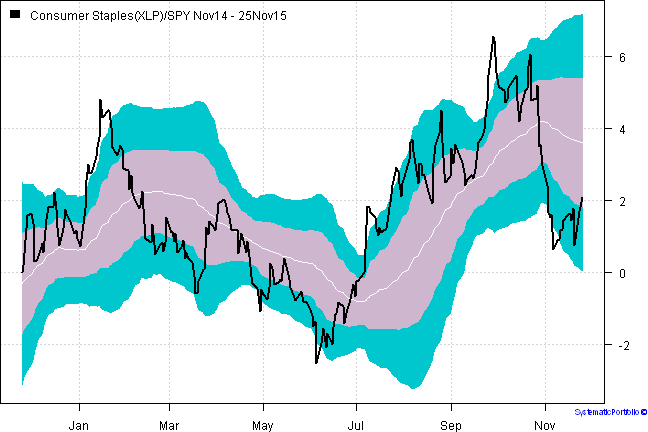 Consumer Staples(XLP)/SPY Nov14 - 25Nov15
6
4
2
0
-2
Jan Mar May Jul Sep Nov
SystematicPortfolio ©